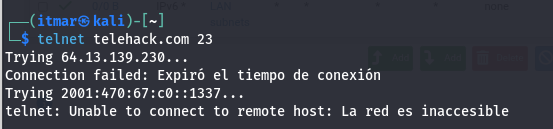 ┌──(itmar㉿kali)-[~]
└─$ telnet telehack.com 23
Trying 64.13.139.230...
Connection failed: Expiró el tiempo de conexión
Trying 2001:470:67:c0::1337...
telnet: Unable to connect to remote host: La red es inaccesible